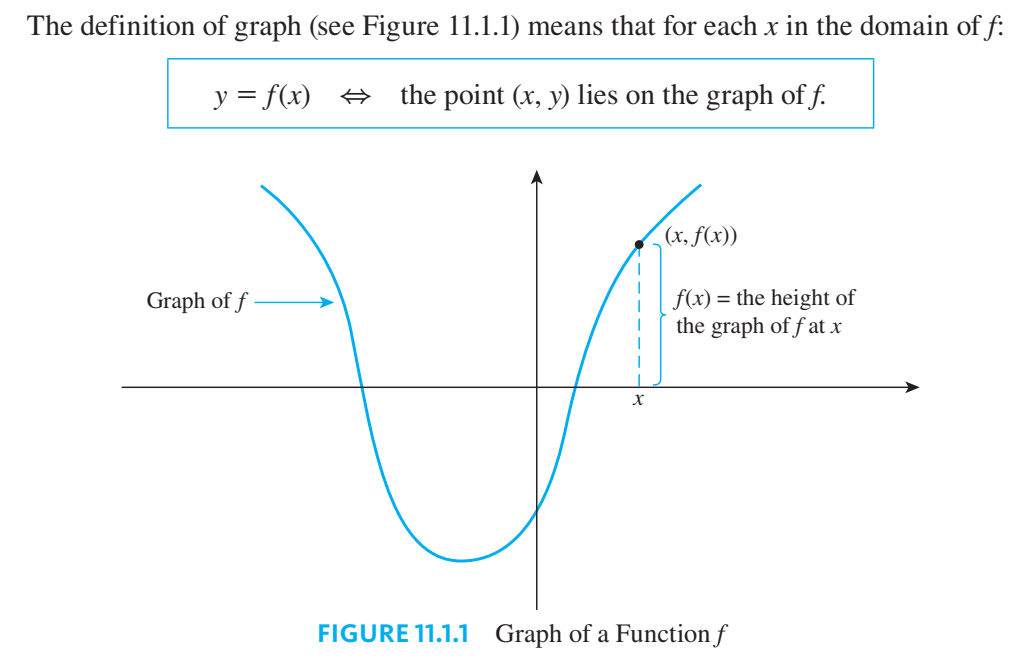 The definition of graph (see Figure 11.1.1) means that for each x in the domain of f:
y = f(x) ⇔ the point (x, y) lies on the graph of f.
(x, f(x))
Graph of f
f(x) = the height of
the graph of f at x
x
FIGURE 11.1.1 Graph of a Function f